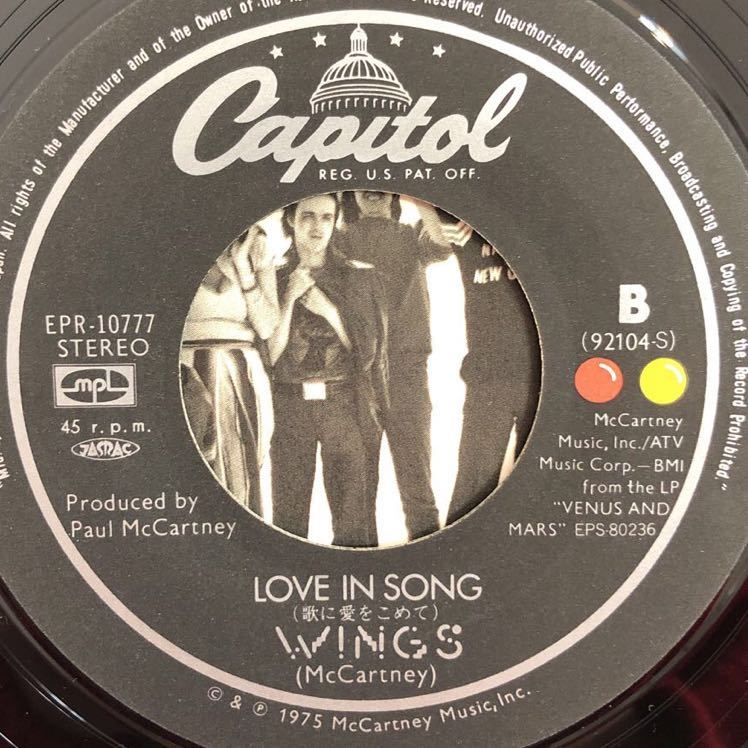 "Mfd
apan. All rights of the Manufacturer and of the Owner of the
Reserved. Unauthorized Public Performance, Broadcasting and Copying of the Record Prohibited."
Capitol
REG. U.S. PAT. OFF.
NEW
EPR-10777
STEREO
mpl
45 r.p.m.
JASRAC
Produced by
Paul McCartney
B
(92104-S)
McCartney
Music, Inc./ATV
Music Corp.—BMI
from the LP
"VENUS AND
MARS" EPS-80236
LOVE IN SONG
(歌に愛をこめて)
WINGS
(McCartney)
© & ℗ 1975 McCartney Music, Inc.